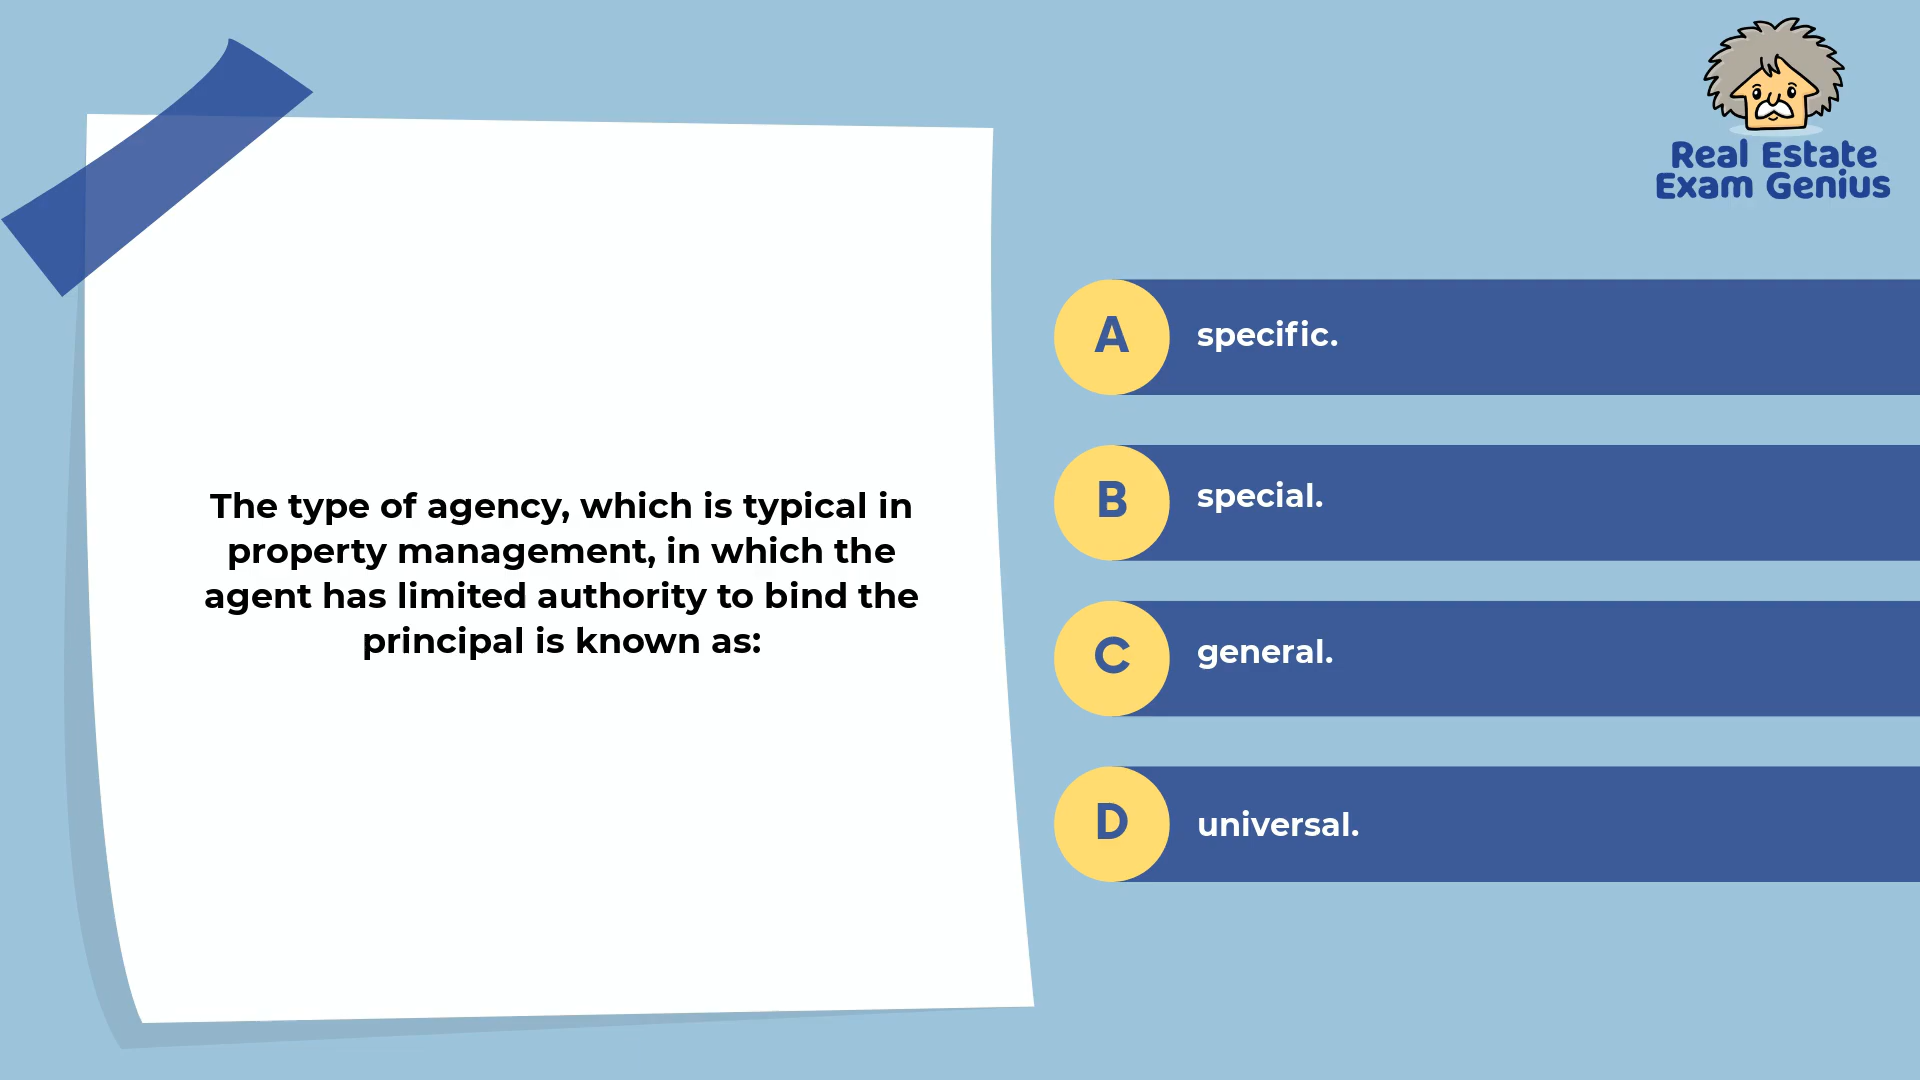 Real Estate
Exam Genius
The type of agency, which is typical in
property management, in which the
agent has limited authority to bind the
principal is known as:
A specific.
B special.
C general.
D universal.